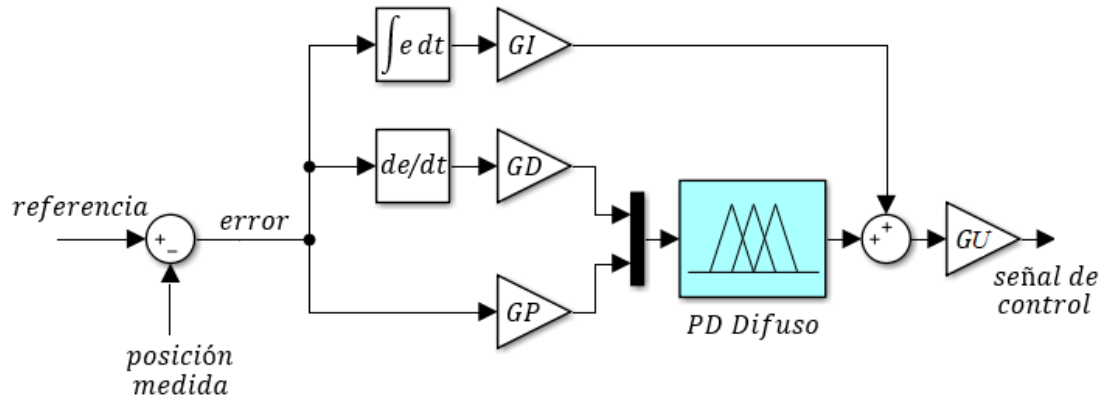 ∫e dt
GI
de/dt
GD
referencia
error
+
−
+
+
GU
señal de
control
GP
PD Difuso
posición
medida